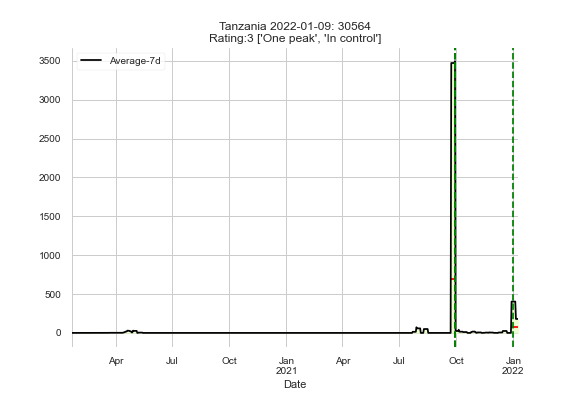 Tanzania 2022-01-09: 30564
Rating:3 ['One peak', 'In control']
Average-7d
3500
3000
2500
2000
1500
1000
500
0
Apr Jul Oct Jan Apr Jul Oct Jan
2021 2022
Date